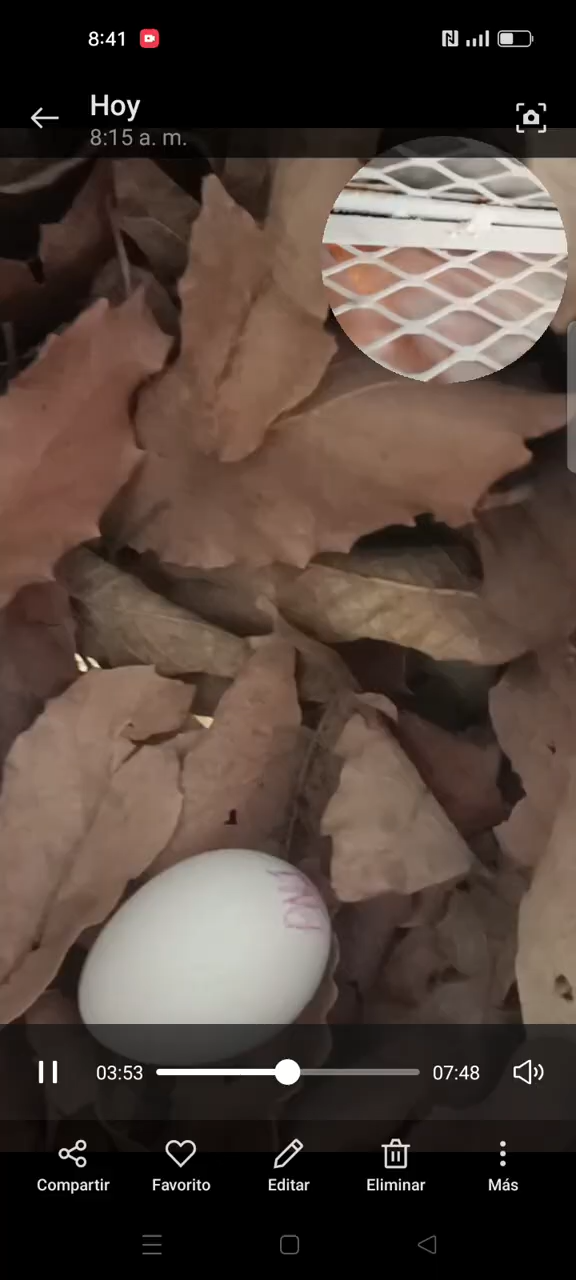 8:41
Hoy
8:15 a. m.
03:53
07:48
Compartir
Favorito
Editar
Eliminar
Más